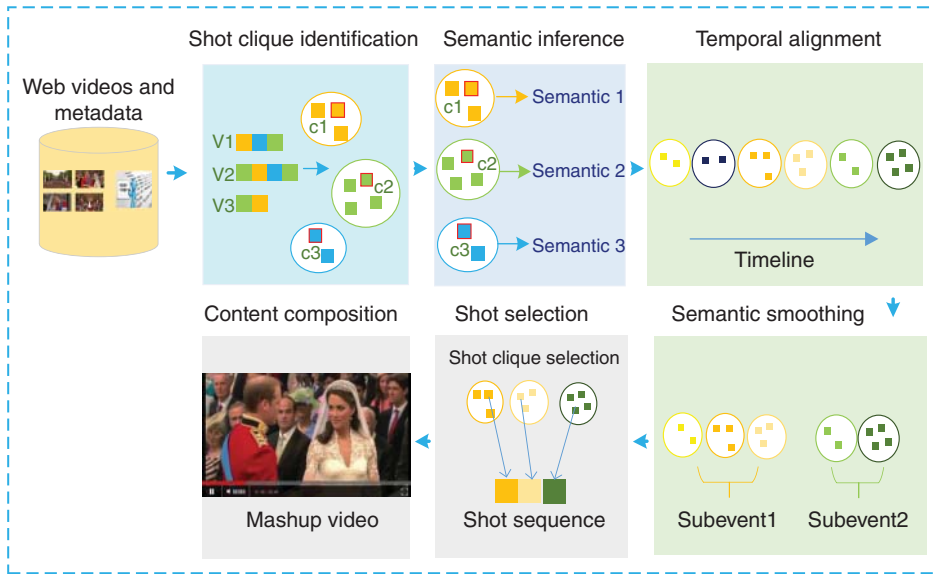 Shot clique identification
Semantic inference
Temporal alignment
Web videos and
metadata
V1
V2
V3
c1
c2
c3
c1
Semantic 1
c2
Semantic 2
c3
Semantic 3
Timeline
Content composition
Shot selection
Semantic smoothing
Shot clique selection
Mashup video
Shot sequence
Subevent1
Subevent2